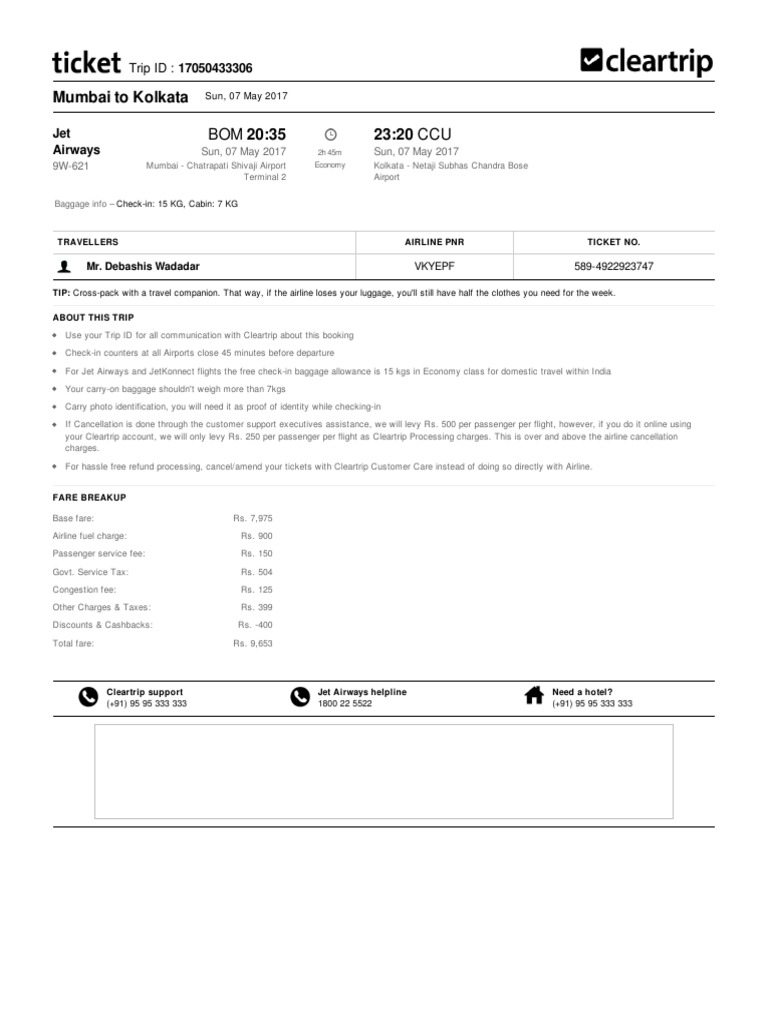 ticket Trip ID : 17050433306
cleartrip
Mumbai to Kolkata Sun, 07 May 2017
Jet
Airways
9W-621
BOM 20:35
Sun, 07 May 2017
Mumbai - Chatrapati Shivaji Airport
Terminal 2
2h 45m
Economy
23:20 CCU
Sun, 07 May 2017
Kolkata - Netaji Subhas Chandra Bose
Airport
Baggage info – Check-in: 15 KG, Cabin: 7 KG
TRAVELLERS AIRLINE PNR TICKET NO.
Mr. Debashis Wadadar VKYEPF 589-4922923747
TIP: Cross-pack with a travel companion. That way, if the airline loses your luggage, you'll still have half the clothes you need for the week.
ABOUT THIS TRIP
Use your Trip ID for all communication with Cleartrip about this booking
Check-in counters at all Airports close 45 minutes before departure
For Jet Airways and JetKonnect flights the free check-in baggage allowance is 15 kgs in Economy class for domestic travel within India
Your carry-on baggage shouldn't weigh more than 7kgs
Carry photo identification, you will need it as proof of identity while checking-in
If Cancellation is done through the customer support executives assistance, we will levy Rs. 500 per passenger per flight, however, if you do it online using
your Cleartrip account, we will only levy Rs. 250 per passenger per flight as Cleartrip Processing charges. This is over and above the airline cancellation
charges.
For hassle free refund processing, cancel/amend your tickets with Cleartrip Customer Care instead of doing so directly with Airline.
FARE BREAKUP
Base fare: Rs. 7,975
Airline fuel charge: Rs. 900
Passenger service fee: Rs. 150
Govt. Service Tax: Rs. 504
Congestion fee: Rs. 125
Other Charges & Taxes: Rs. 399
Discounts & Cashbacks: Rs. -400
Total fare: Rs. 9,653
Cleartrip support
(+91) 95 95 333 333
Jet Airways helpline
1800 22 5522
Need a hotel?
(+91) 95 95 333 333